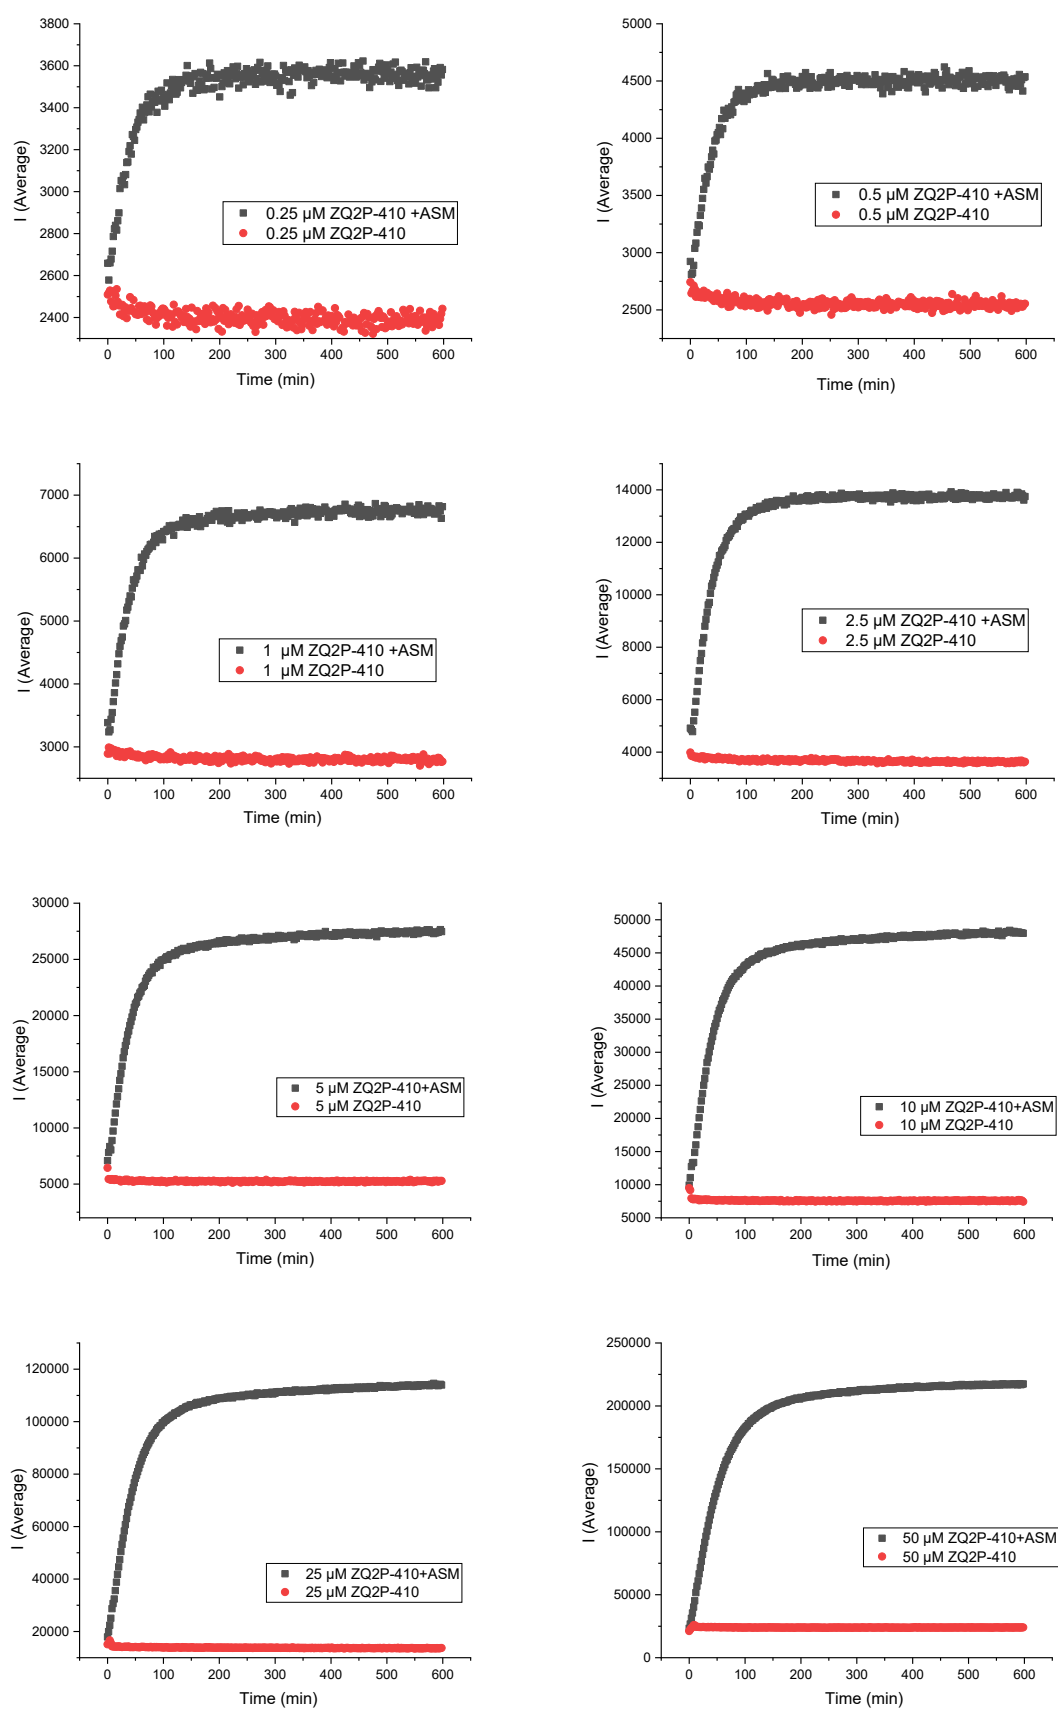 3800
3600
3400
3200
3000
2800
2600
2400
I (Average)
0 100 200 300 400 500 600
Time (min)
0.25 µM ZQ2P-410 +ASM
0.25 µM ZQ2P-410
5000
4500
4000
3500
3000
2500
I (Average)
0 100 200 300 400 500 600
Time (min)
0.5 µM ZQ2P-410 +ASM
0.5 µM ZQ2P-410
7000
6000
5000
4000
3000
I (Average)
0 100 200 300 400 500 600
Time (min)
1 µM ZQ2P-410 +ASM
1 µM ZQ2P-410
14000
12000
10000
8000
6000
4000
I (Average)
0 100 200 300 400 500 600
Time (min)
2.5 µM ZQ2P-410 +ASM
2.5 µM ZQ2P-410
30000
25000
20000
15000
10000
5000
I (Average)
0 100 200 300 400 500 600
Time (min)
5 µM ZQ2P-410+ASM
5 µM ZQ2P-410
50000
45000
40000
35000
30000
25000
20000
15000
10000
5000
I (Average)
0 100 200 300 400 500 600
Time (min)
10 µM ZQ2P-410+ASM
10 µM ZQ2P-410
120000
100000
80000
60000
40000
20000
I (Average)
0 100 200 300 400 500 600
Time (min)
25 µM ZQ2P-410+ASM
25 µM ZQ2P-410
250000
200000
150000
100000
50000
0
I (Average)
0 100 200 300 400 500 600
Time (min)
50 µM ZQ2P-410+ASM
50 µM ZQ2P-410